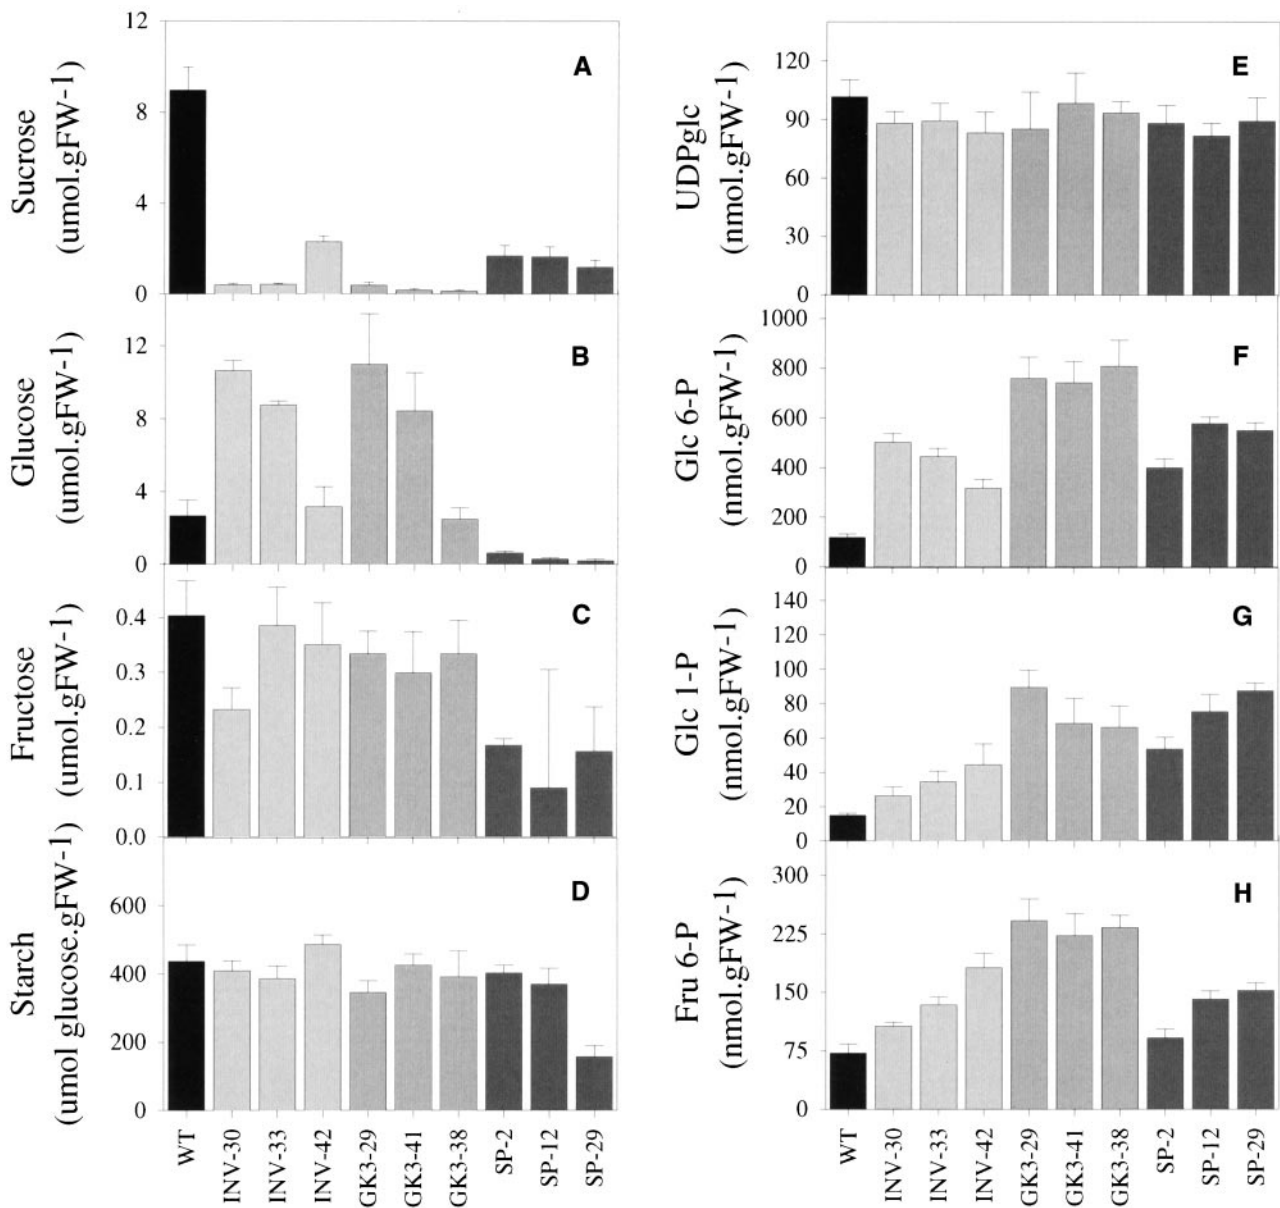 Sucrose
(umol.gFW-1)
12
8
4
0
A
Glucose
(umol.gFW-1)
12
8
4
0
B
Fructose
(umol.gFW-1)
0.4
0.3
0.2
0.1
0.0
C
Starch
(umol glucose.gFW-1)
600
400
200
0
D
WT
INV-30
INV-33
INV-42
GK3-29
GK3-41
GK3-38
SP-2
SP-12
SP-29
UDPglc
(nmol.gFW-1)
120
90
60
30
0
E
Glc 6-P
(nmol.gFW-1)
1000
800
600
400
200
0
F
Glc 1-P
(nmol.gFW-1)
140
120
100
80
60
40
20
0
G
Fru 6-P
(nmol.gFW-1)
300
225
150
75
0
H
WT
INV-30
INV-33
INV-42
GK3-29
GK3-41
GK3-38
SP-2
SP-12
SP-29